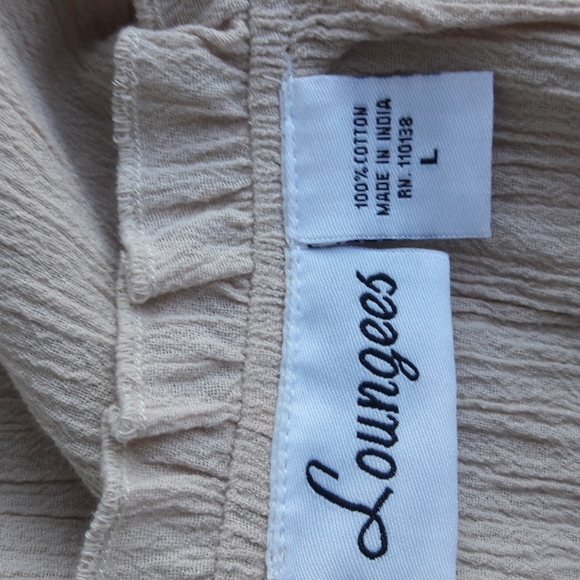 100% COTTON
MADE IN INDIA
RN. 110138
L
Loungees